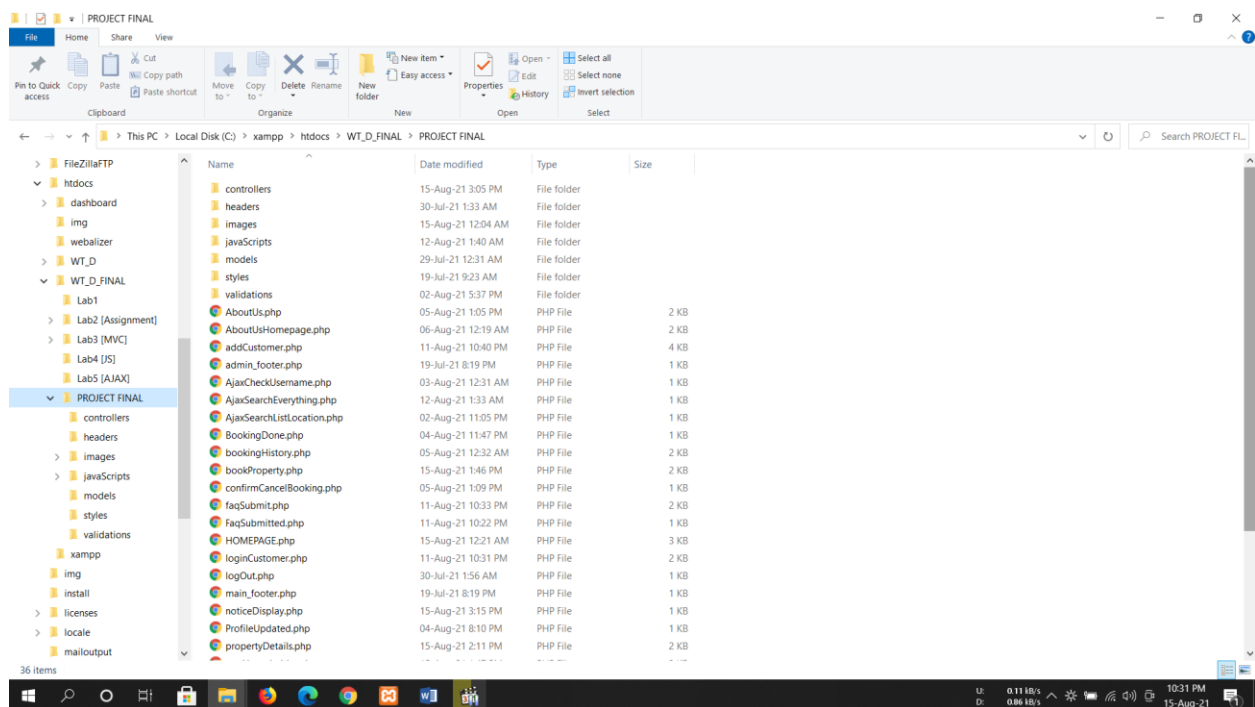 PROJECT FINAL
File Home Share View
Pin to Quick access
Copy
Paste
Cut
Copy path
Paste shortcut
Clipboard
Move to
Copy to
Delete
Rename
Organize
New folder
New item
Easy access
New
Properties
Open
Edit
History
Open
Select all
Select none
Invert selection
Select
This PC > Local Disk (C:) > xampp > htdocs > WT_D_FINAL > PROJECT FINAL
Search PROJECT FI...
FileZillaFTP
htdocs
dashboard
img
webalizer
WT_D
WT_D_FINAL
Lab1
Lab2 [Assignment]
Lab3 [MVC]
Lab4 [JS]
Lab5 [AJAX]
PROJECT FINAL
controllers
headers
images
javaScripts
models
styles
validations
xampp
img
install
licenses
locale
mailoutput
Name Date modified Type Size
controllers 15-Aug-21 3:05 PM File folder
headers 30-Jul-21 1:33 AM File folder
images 15-Aug-21 12:04 AM File folder
javaScripts 12-Aug-21 1:40 AM File folder
models 29-Jul-21 12:31 AM File folder
styles 19-Jul-21 9:23 AM File folder
validations 02-Aug-21 5:37 PM File folder
AboutUs.php 05-Aug-21 1:05 PM PHP File 2 KB
AboutUsHomepage.php 06-Aug-21 12:19 AM PHP File 2 KB
addCustomer.php 11-Aug-21 10:40 PM PHP File 4 KB
admin_footer.php 19-Jul-21 8:19 PM PHP File 1 KB
AjaxCheckUsername.php 03-Aug-21 12:31 AM PHP File 1 KB
AjaxSearchEverything.php 12-Aug-21 1:33 AM PHP File 1 KB
AjaxSearchListLocation.php 02-Aug-21 11:05 PM PHP File 1 KB
BookingDone.php 04-Aug-21 11:47 PM PHP File 1 KB
bookingHistory.php 05-Aug-21 12:32 AM PHP File 2 KB
bookProperty.php 15-Aug-21 1:46 PM PHP File 2 KB
confirmCancelBooking.php 05-Aug-21 1:09 PM PHP File 1 KB
faqSubmit.php 11-Aug-21 10:33 PM PHP File 2 KB
FaqSubmitted.php 11-Aug-21 10:22 PM PHP File 1 KB
HOMEPAGE.php 15-Aug-21 12:21 AM PHP File 3 KB
loginCustomer.php 11-Aug-21 10:31 PM PHP File 2 KB
logOut.php 30-Jul-21 1:56 AM PHP File 1 KB
main_footer.php 19-Jul-21 8:19 PM PHP File 1 KB
noticeDisplay.php 15-Aug-21 3:15 PM PHP File 1 KB
ProfileUpdated.php 04-Aug-21 8:10 PM PHP File 1 KB
propertyDetails.php 15-Aug-21 2:11 PM PHP File 2 KB
36 items
U: 0.11 kB/s
D: 0.86 kB/s
10:31 PM
15-Aug-21